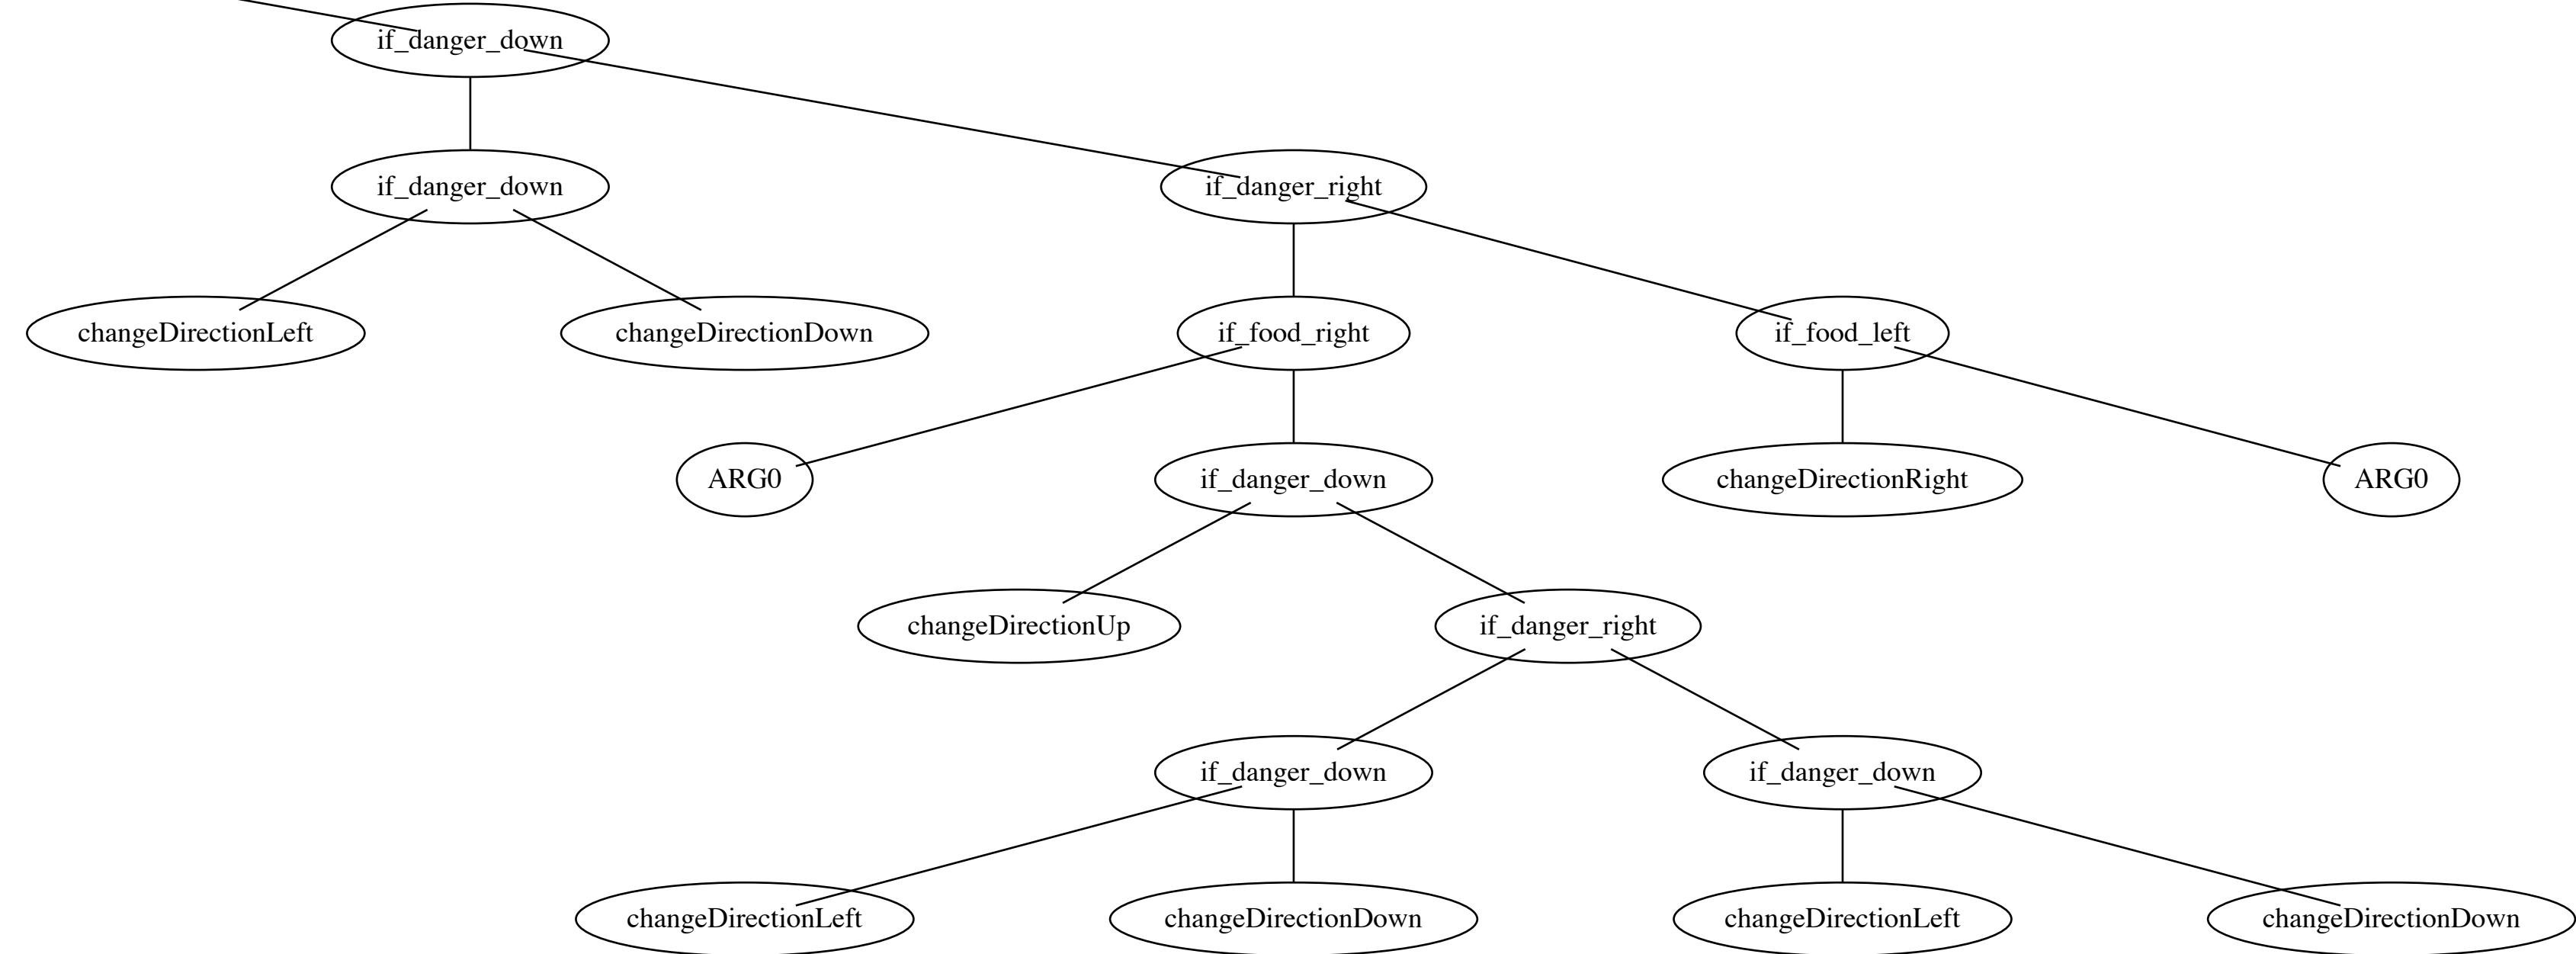 if_danger_down
if_danger_down
if_danger_right
changeDirectionLeft
changeDirectionDown
if_food_right
if_food_left
ARG0
if_danger_down
changeDirectionRight
ARG0
changeDirectionUp
if_danger_right
if_danger_down
if_danger_down
changeDirectionLeft
changeDirectionDown
changeDirectionLeft
changeDirectionDown